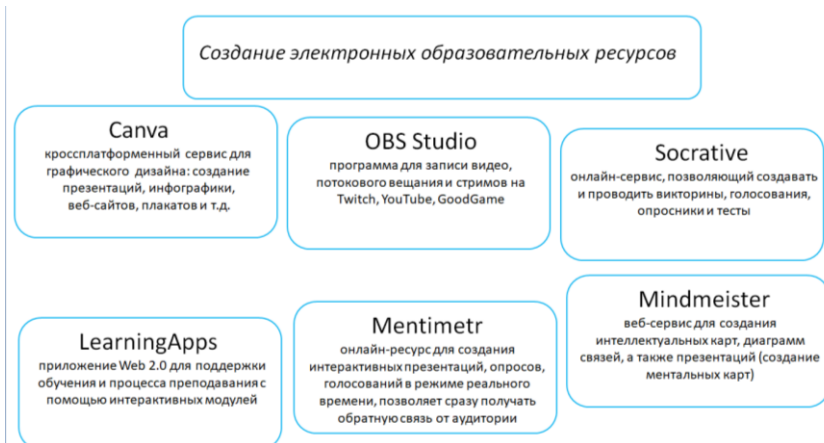 Создание электронных образовательных ресурсов
Canva
кроссплатформенный сервис для
графического дизайна: создание
презентаций, инфографики,
веб-сайтов, плакатов и т.д.
OBS Studio
программа для записи видео,
потокового вещания и стримов на
Twitch, YouTube, GoodGame
Socrative
онлайн-сервис, позволяющий создавать
и проводить викторины, голосования,
опросники и тесты
LearningApps
приложение Web 2.0 для поддержки
обучения и процесса преподавания с
помощью интерактивных модулей
Mentimetr
онлайн-ресурс для создания
интерактивных презентаций, опросов,
голосований в режиме реального
времени, позволяет сразу получать
обратную связь от аудитории
Mindmeister
веб-сервис для создания
интеллектуальных карт, диаграмм
связей, а также презентаций (создание
ментальных карт)